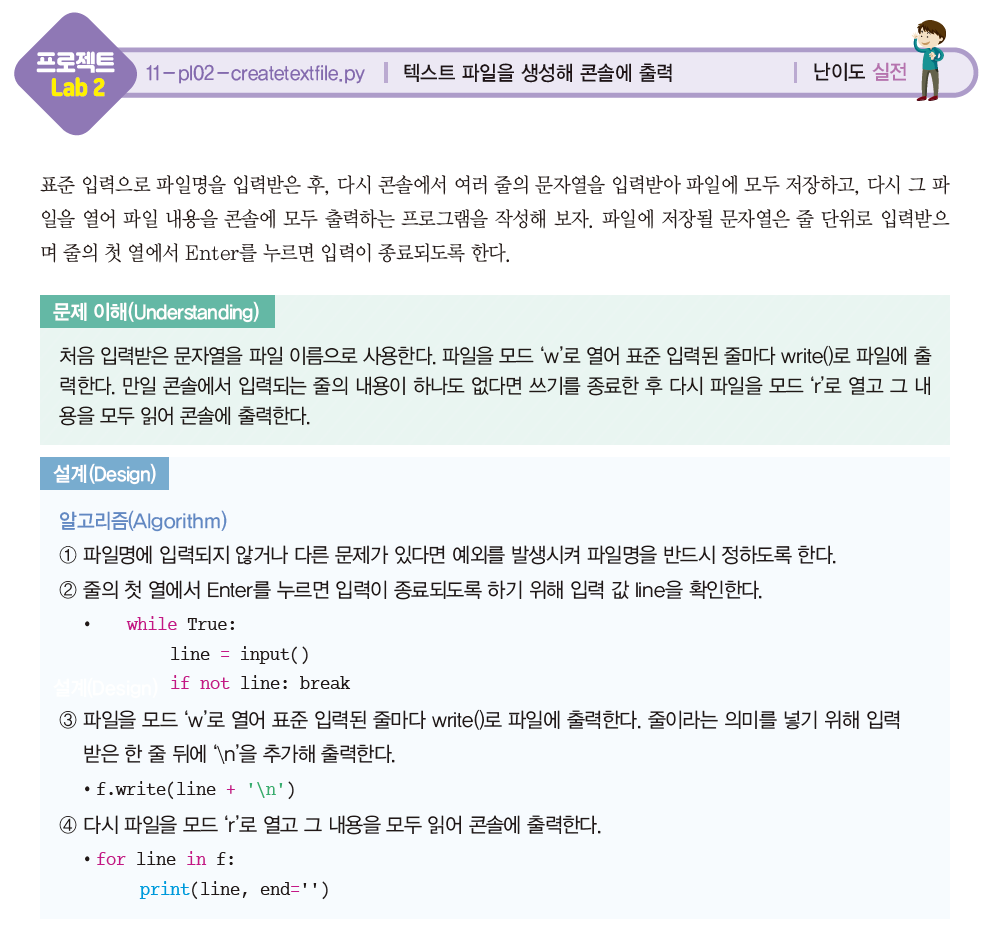 프로젝트
Lab 2
11-pl02-createtextfile.py | 텍스트 파일을 생성해 콘솔에 출력 | 난이도 실전
표준 입력으로 파일명을 입력받은 후, 다시 콘솔에서 여러 줄의 문자열을 입력받아 파일에 모두 저장하고, 다시 그 파
일을 열어 파일 내용을 콘솔에 모두 출력하는 프로그램을 작성해 보자. 파일에 저장될 문자열은 줄 단위로 입력받으
며 줄의 첫 열에서 Enter를 누르면 입력이 종료되도록 한다.
문제 이해(Understanding)
처음 입력받은 문자열을 파일 이름으로 사용한다. 파일을 모드 ‘w’로 열어 표준 입력된 줄마다 write()로 파일에 출
력한다. 만일 콘솔에서 입력되는 줄의 내용이 하나도 없다면 쓰기를 종료한 후 다시 파일을 모드 ‘r’로 열고 그 내
용을 모두 읽어 콘솔에 출력한다.
설계(Design)
알고리즘(Algorithm)
① 파일명에 입력되지 않거나 다른 문제가 있다면 예외를 발생시켜 파일명을 반드시 정하도록 한다.
② 줄의 첫 열에서 Enter를 누르면 입력이 종료되도록 하기 위해 입력 값 line을 확인한다.
• while True:
line = input()
설계(Design) if not line: break
③ 파일을 모드 ‘w’로 열어 표준 입력된 줄마다 write()로 파일에 출력한다. 줄이라는 의미를 넣기 위해 입력
받은 한 줄 뒤에 ‘\n’을 추가해 출력한다.
• f.write(line + '\n')
④ 다시 파일을 모드 ‘r’로 열고 그 내용을 모두 읽어 콘솔에 출력한다.
• for line in f:
print(line, end='')